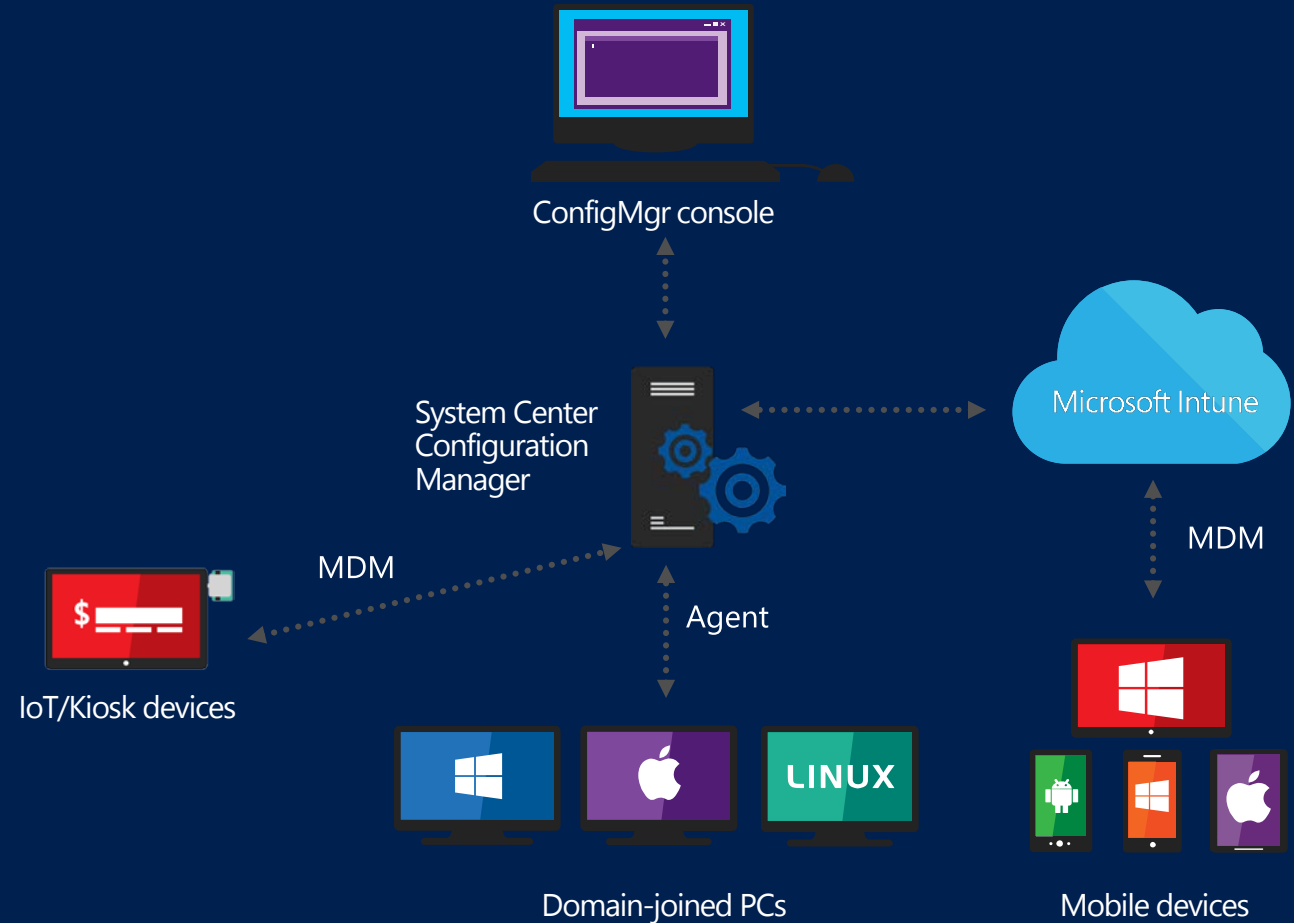 ConfigMgr console
System Center
Configuration
Manager
Microsoft Intune
MDM
MDM
Agent
$
IoT/Kiosk devices
LINUX
Domain-joined PCs
Mobile devices